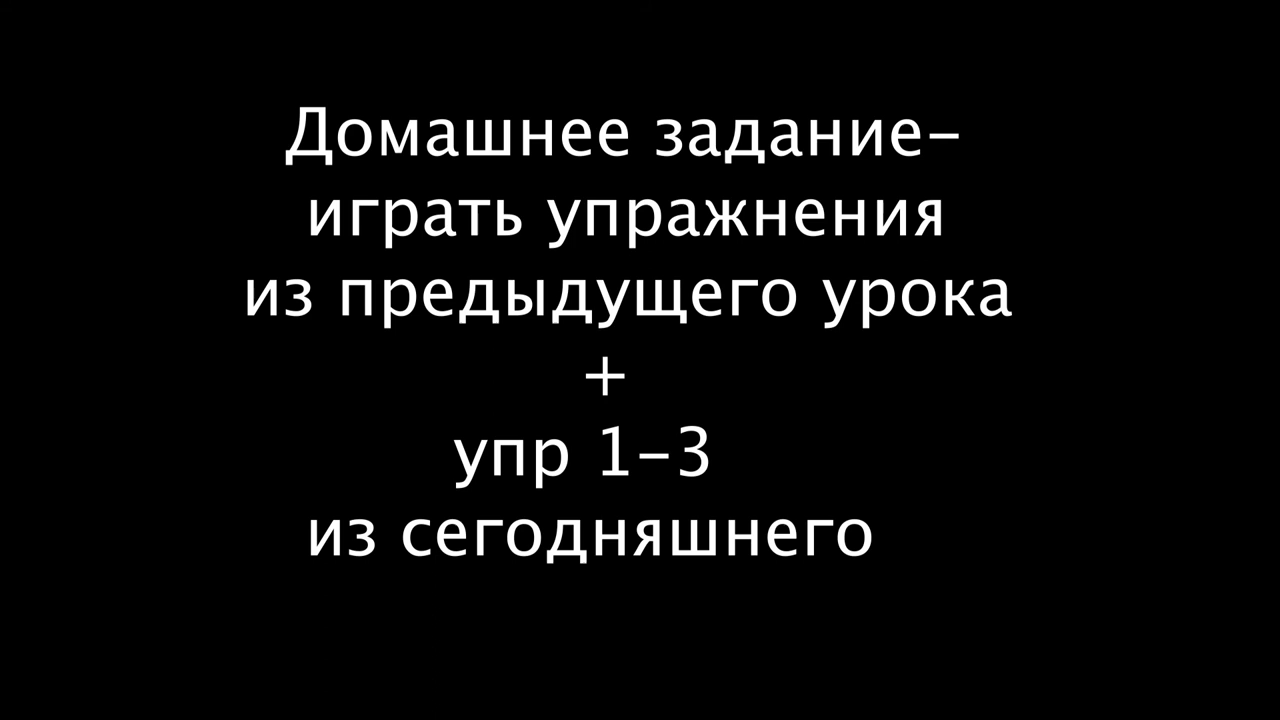 Домашнее задание-
играть упражнения
из предыдущего урока
+
упр 1-3
из сегодняшнего